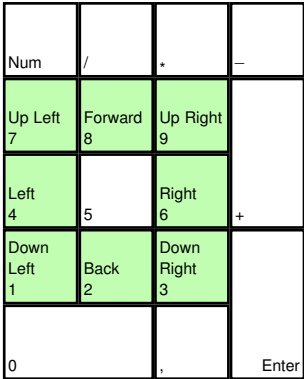 Num / * –
Up Left Forward Up Right
7 8 9
Left Right
4 5 6 +
Down Down
Left Back Right
1 2 3
0 , Enter